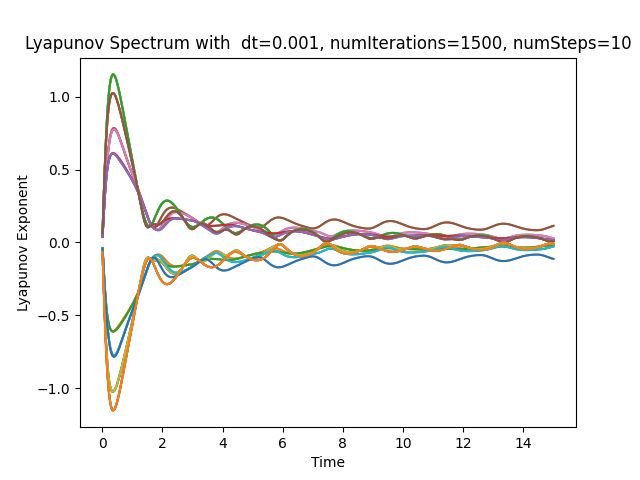 Lyapunov Spectrum with  dt=0.001, numIterations=1500, numSteps=10
1.0
0.5
0.0
−0.5
−1.0
Lyapunov Exponent
0 2 4 6 8 10 12 14
Time